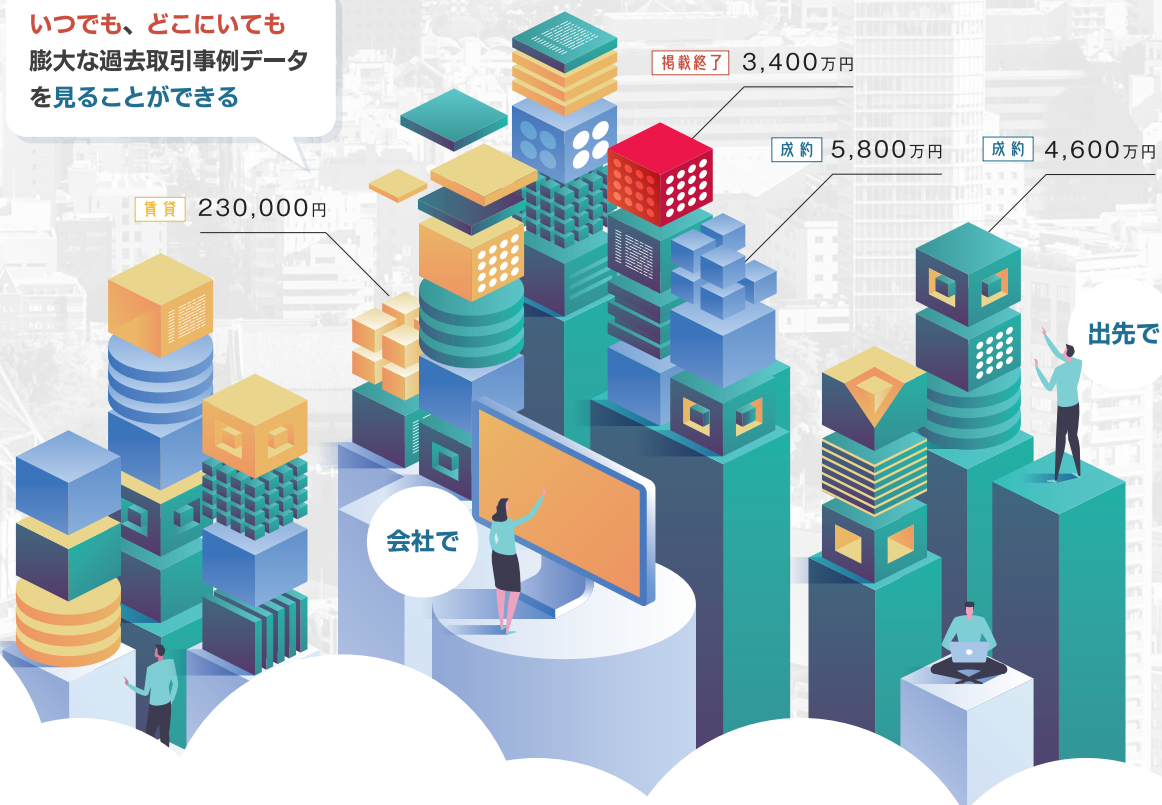 いつでも、どこにいても
膨大な過去取引事例データ
を見ることができる
掲載終了 3,400万円
成約 5,800万円
成約 4,600万円
賃貸 230,000円
出先で
会社で